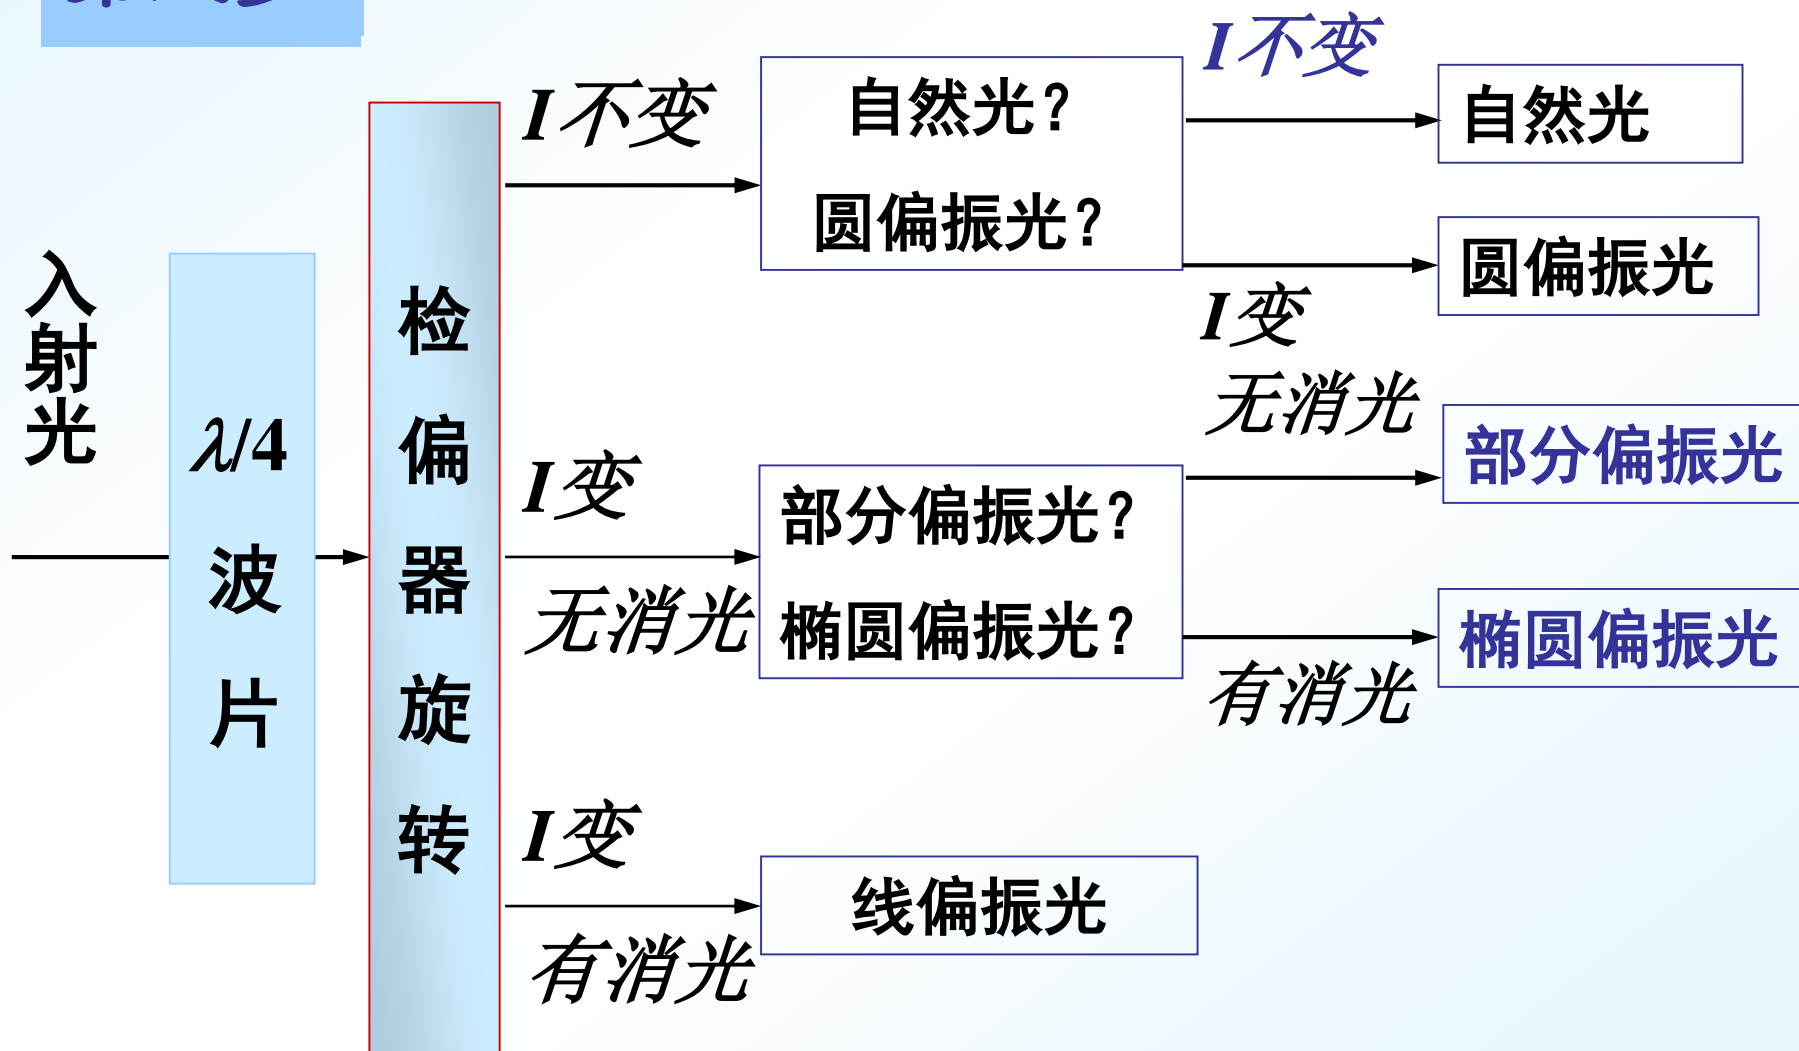 入射光
λ/4波片
检偏器旋转
I不变
自然光？
圆偏振光？
I不变
自然光
圆偏振光
I变
I变
无消光
部分偏振光？
椭圆偏振光？
无消光
部分偏振光
椭圆偏振光
有消光
I变
有消光
线偏振光